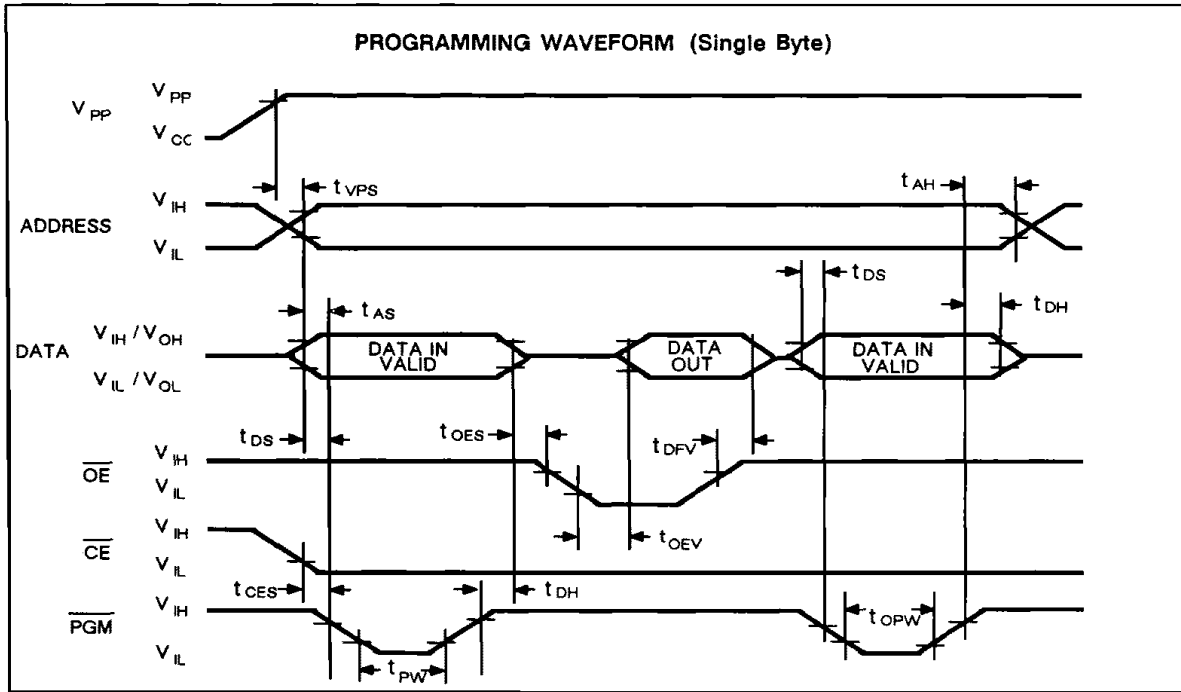 PROGRAMMING WAVEFORM (Single Byte)
V PP
V PP
V CC
t VPS
t AH
ADDRESS
V IH
V IL
t DS
t AS
t DH
DATA
V IH / V OH
V IL / V OL
DATA IN
VALID
DATA
OUT
DATA IN
VALID
t DS
t OES
t DFV
OE
V IH
V IL
t OEV
CE
V IH
V IL
t CES
t DH
PGM
V IH
V IL
t PW
t OPW